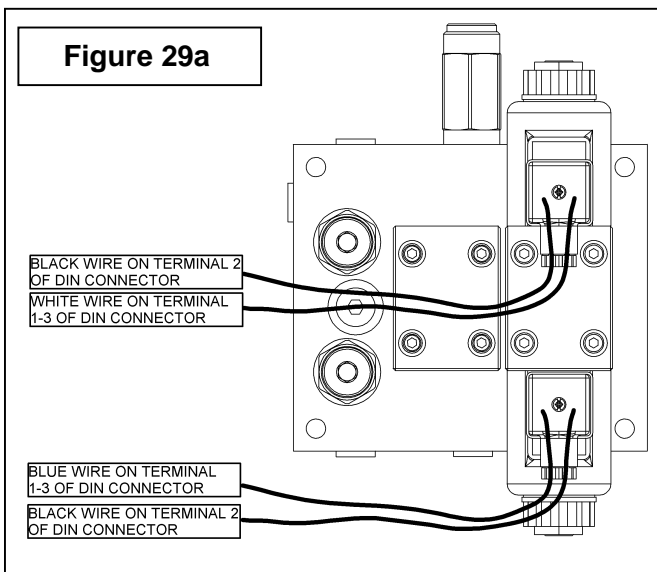 Figure 29a
BLACK WIRE ON TERMINAL 2
OF DIN CONNECTOR
WHITE WIRE ON TERMINAL
1-3 OF DIN CONNECTOR
BLUE WIRE ON TERMINAL
1-3 OF DIN CONNECTOR
BLACK WIRE ON TERMINAL 2
OF DIN CONNECTOR